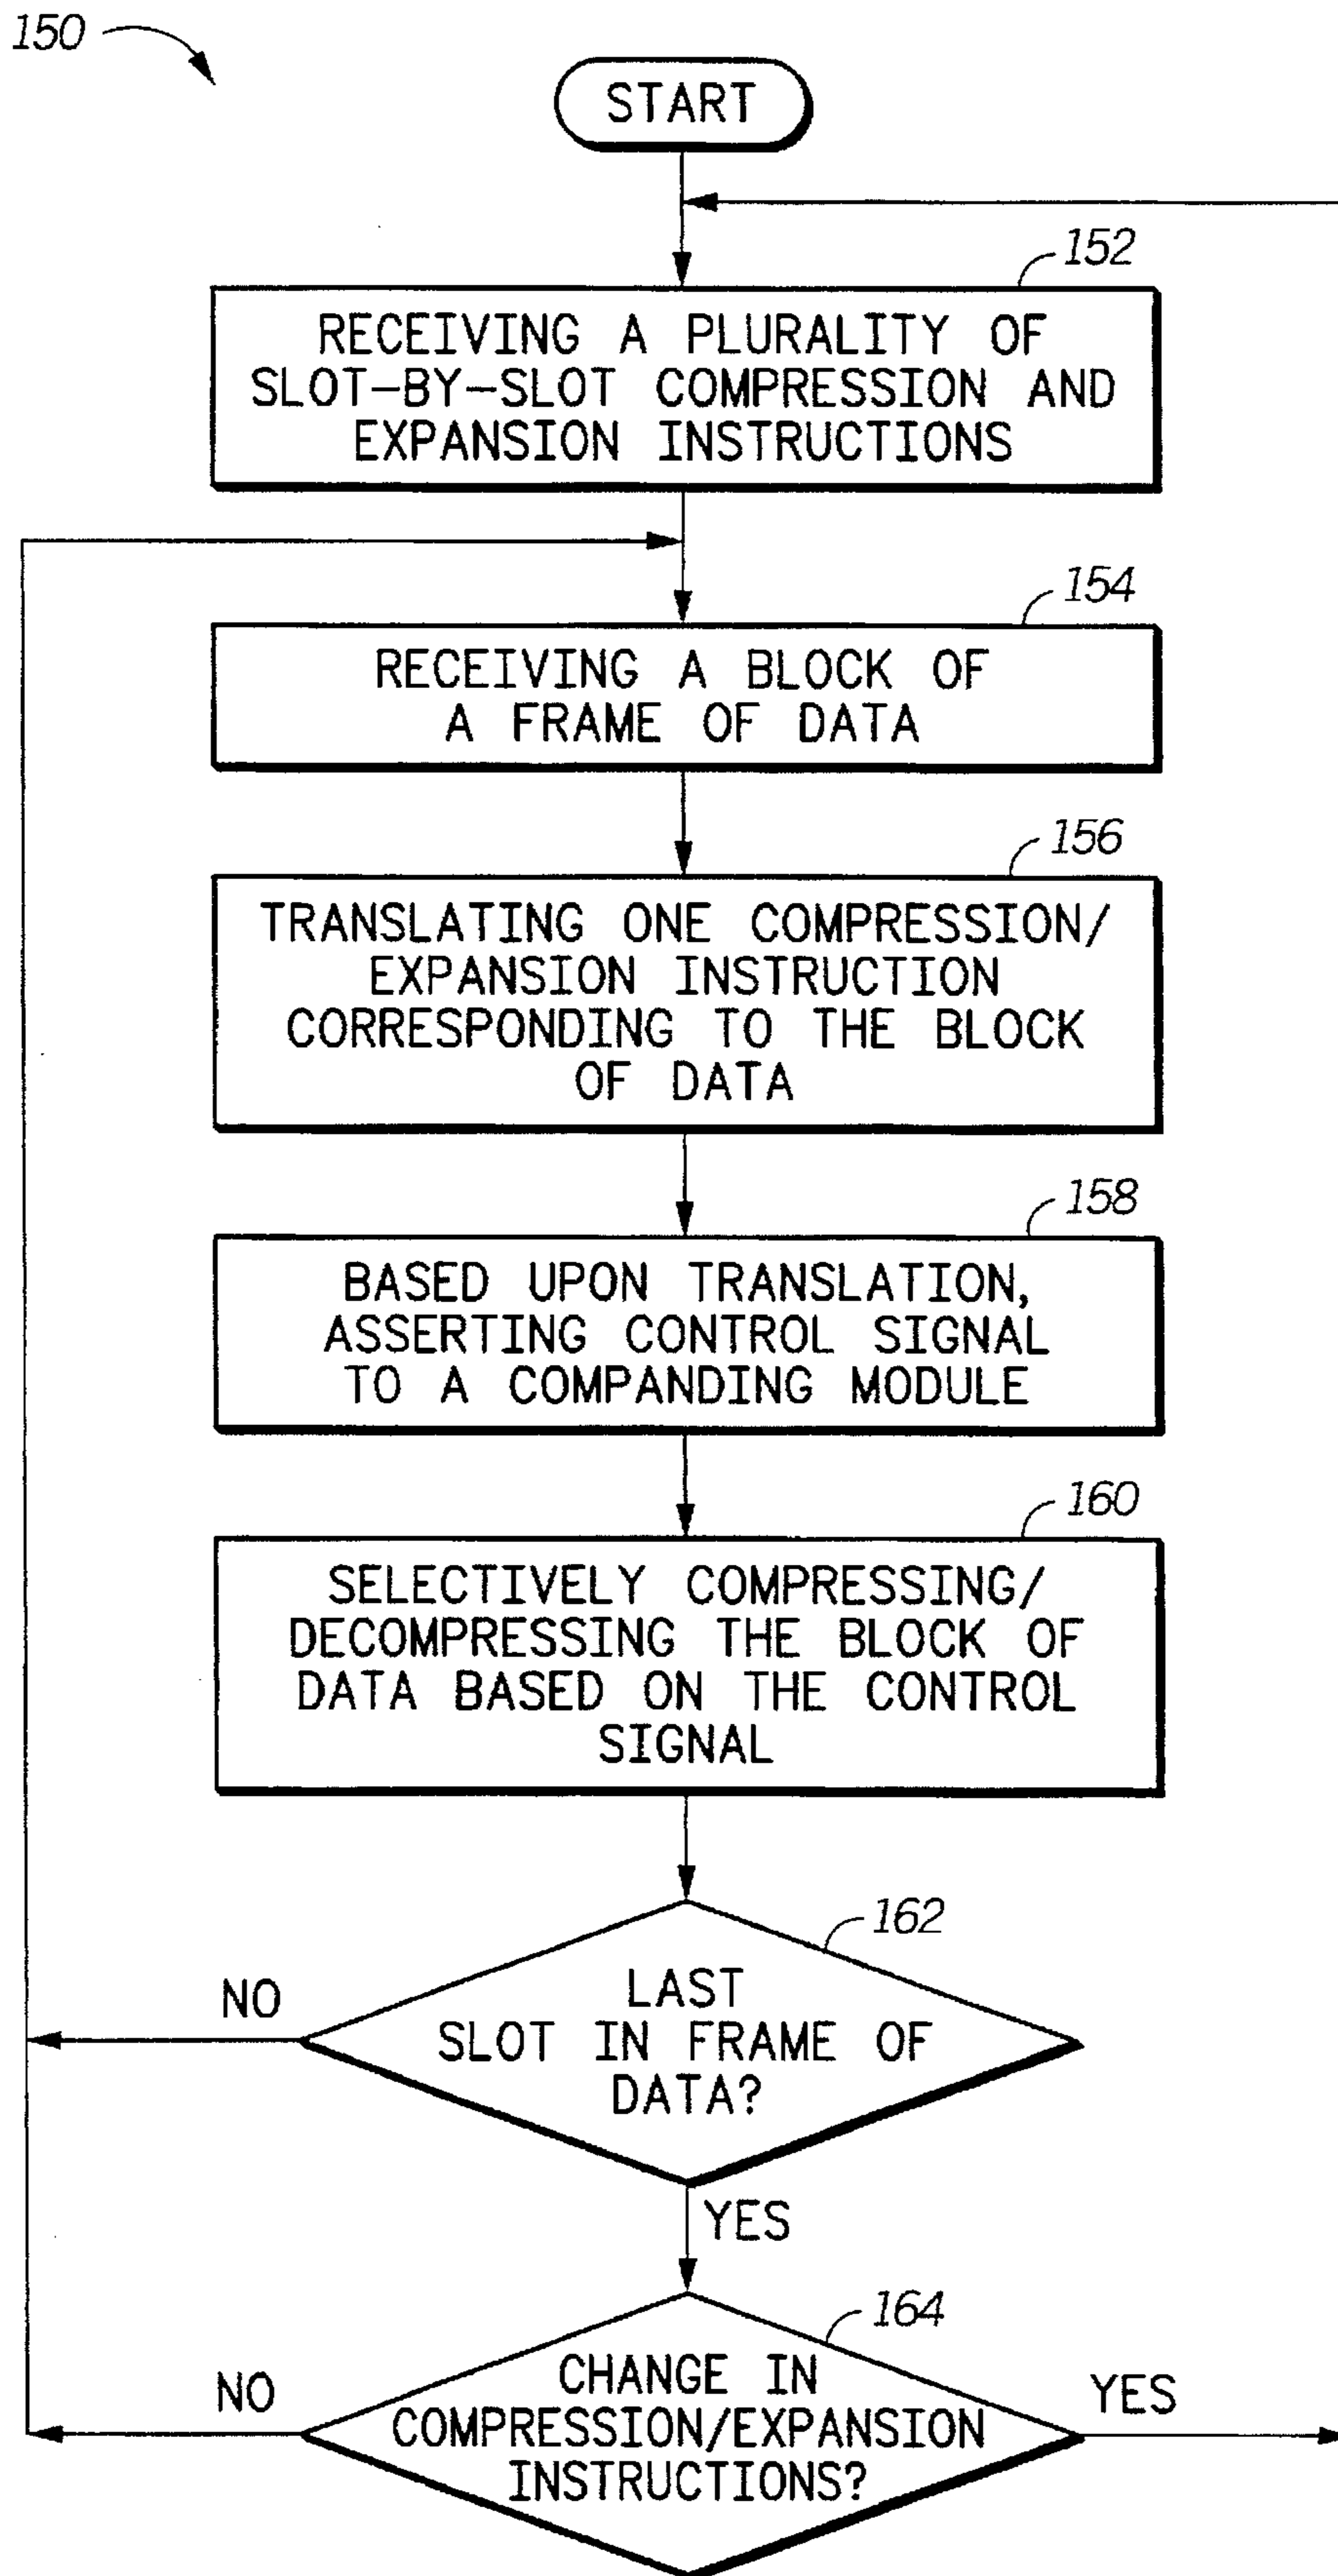 150
START
152
RECEIVING A PLURALITY OF
SLOT-BY-SLOT COMPRESSION AND
EXPANSION INSTRUCTIONS
154
RECEIVING A BLOCK OF
A FRAME OF DATA
156
TRANSLATING ONE COMPRESSION/
EXPANSION INSTRUCTION
CORRESPONDING TO THE BLOCK
OF DATA
158
BASED UPON TRANSLATION,
ASSERTING CONTROL SIGNAL
TO A COMPANDING MODULE
160
SELECTIVELY COMPRESSING/
DECOMPRESSING THE BLOCK OF
DATA BASED ON THE CONTROL
SIGNAL
162
NO
LAST
SLOT IN FRAME OF
DATA?
YES
164
NO
CHANGE IN
COMPRESSION/EXPANSION
INSTRUCTIONS?
YES